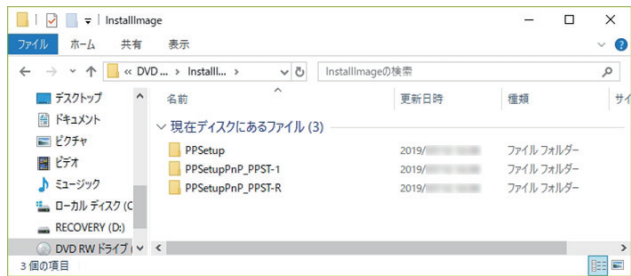 InstallImage
ファイル ホーム 共有 表示
« DVD ... › Installl... › InstallImageの検索
名前 更新日時 種類 サイ
デスクトップ
ドキュメント
ピクチャ
ビデオ
ミュージック
ローカル ディスク (C
RECOVERY (D:)
DVD RW ドライブ (
現在ディスクにあるファイル (3)
PPSetup 2019/ ファイル フォルダー
PPSetupPnP_PPST-1 2019/ ファイル フォルダー
PPSetupPnP_PPST-R 2019/ ファイル フォルダー
3 個の項目